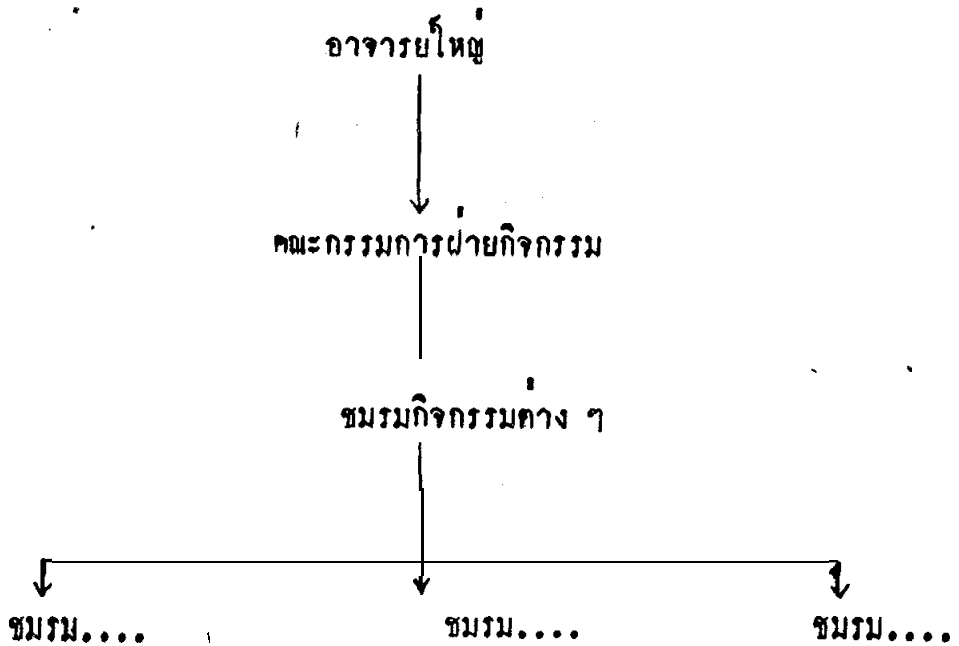 อาจารย์ใหญ่
คณะกรรมการฝ่ายกิจกรรม
ชมรมกิจกรรมต่าง ๆ
ชมรม.... ชมรม.... ชมรม....